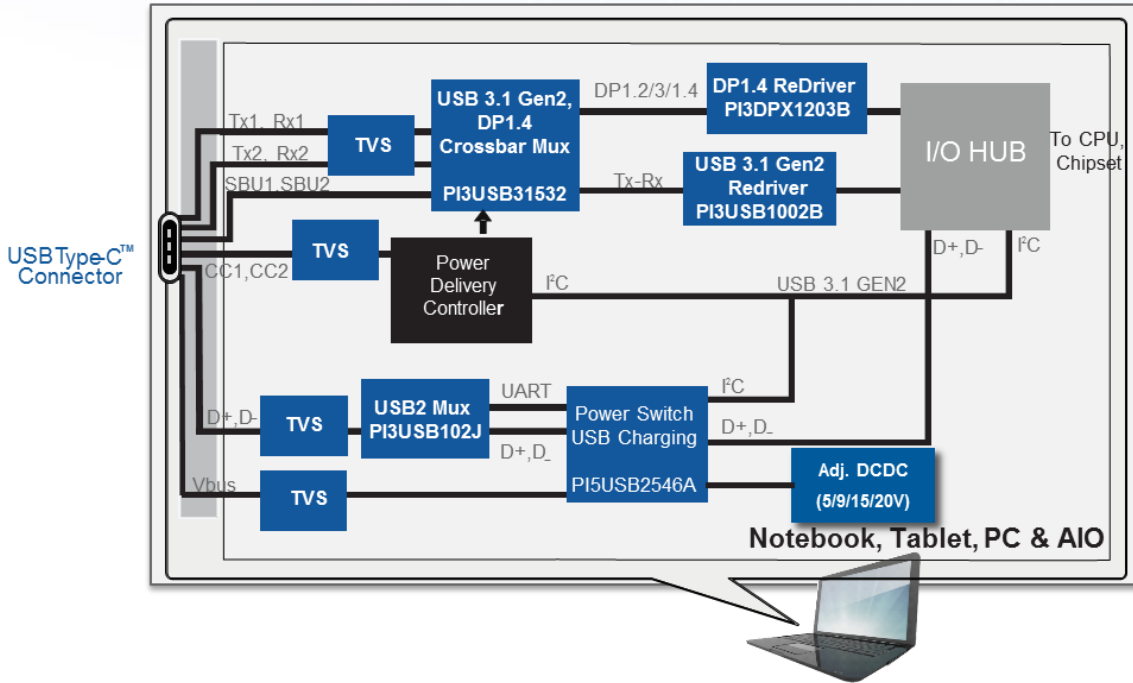 USB Type-C™
Connector
Tx1, Rx1
Tx2, Rx2
SBU1,SBU2
CC1,CC2
D+,D-
Vbus
TVS
TVS
TVS
TVS
USB 3.1 Gen2,
DP1.4
Crossbar Mux
PI3USB31532
DP1.2/3/1.4
DP1.4 ReDriver
PI3DPX1203B
Tx-Rx
USB 3.1 Gen2
Redriver
PI3USB1002B
I/O HUB
To CPU,
Chipset
Power
Delivery
Controller
I²C
USB 3.1 GEN2
D+,D-
I²C
USB2 Mux
PI3USB102J
UART
D+,D_
Power Switch
USB Charging
PI5USB2546A
I²C
D+,D_
Adj. DCDC
(5/9/15/20V)
Notebook, Tablet, PC & AIO